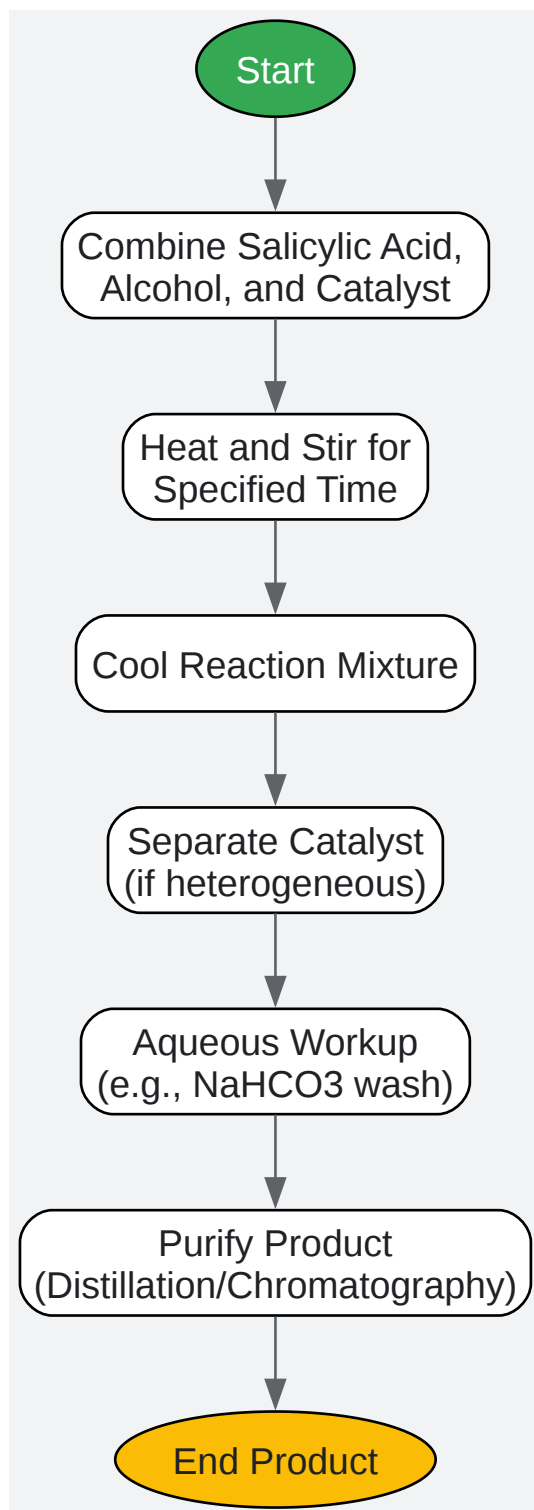 Start
Combine Salicylic Acid,
Alcohol, and Catalyst
Heat and Stir for
Specified Time
Cool Reaction Mixture
Separate Catalyst
(if heterogeneous)
Aqueous Workup
(e.g., NaHCO3 wash)
Purify Product
(Distillation/Chromatography)
End Product